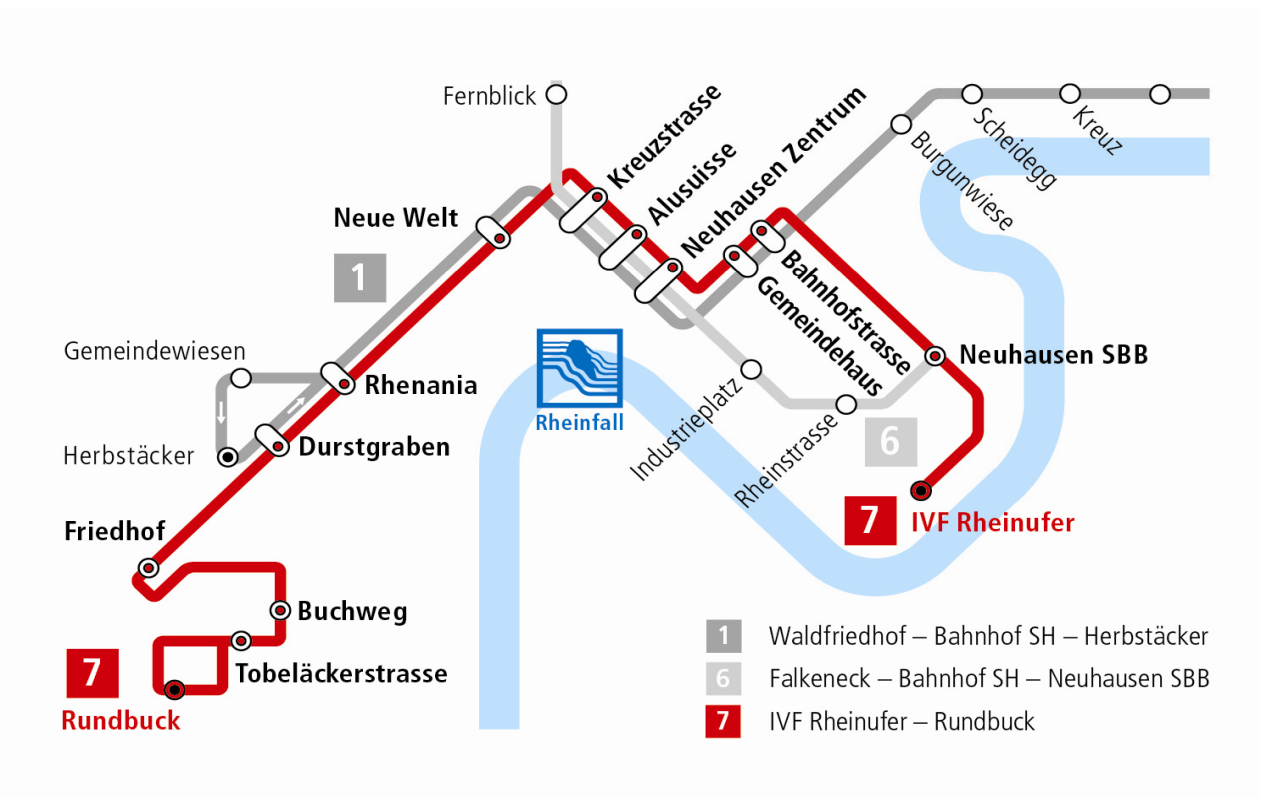 Fernblick
Kreuzstrasse
Alusuisse
Neuhausen Zentrum
Scheidegg
Kreuz
Burgunwiese
Neue Welt
1
Bahnhofstrasse
Gemeindehaus
Gemeindewiesen
Rhenania
Neuhausen SBB
Rheinfall
Industrieplatz
Rheinstrasse
6
Herbstäcker
Durstgraben
7
IVF Rheinufer
Friedhof
Buchweg
Tobeläckerstrasse
7
Rundbuck
1 Waldfriedhof – Bahnhof SH – Herbstäcker
6 Falkeneck – Bahnhof SH – Neuhausen SBB
7 IVF Rheinufer – Rundbuck